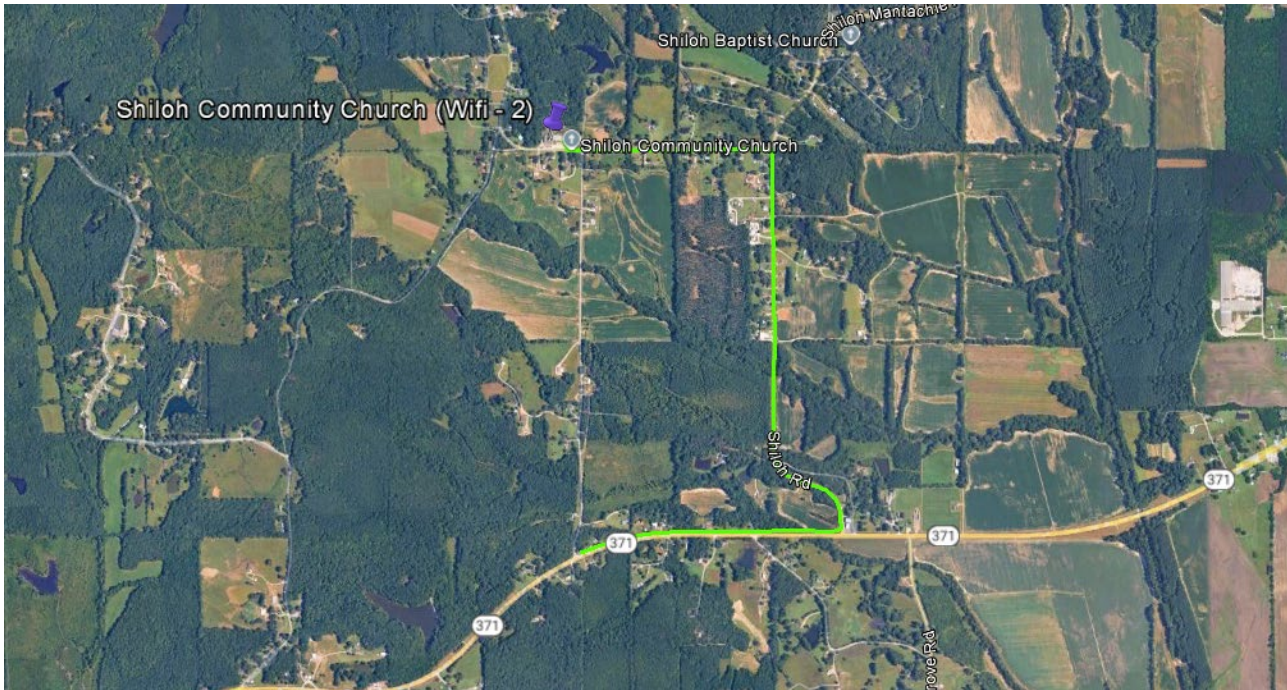 Shiloh Mantachie
Shiloh Baptist Church
Shiloh Community Church (Wifi - 2)
Shiloh Community Church
Shiloh Rd
371
371
371
371
rove Rd